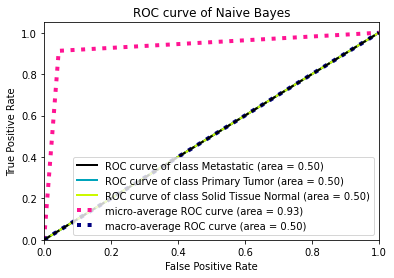 ROC curve of Naive Bayes
True Positive Rate
1.0
0.8
0.6
0.4
0.2
0.0
ROC curve of class Metastatic (area = 0.50)
ROC curve of class Primary Tumor (area = 0.50)
ROC curve of class Solid Tissue Normal (area = 0.50)
micro-average ROC curve (area = 0.93)
macro-average ROC curve (area = 0.50)
0.0 0.2 0.4 0.6 0.8 1.0
False Positive Rate